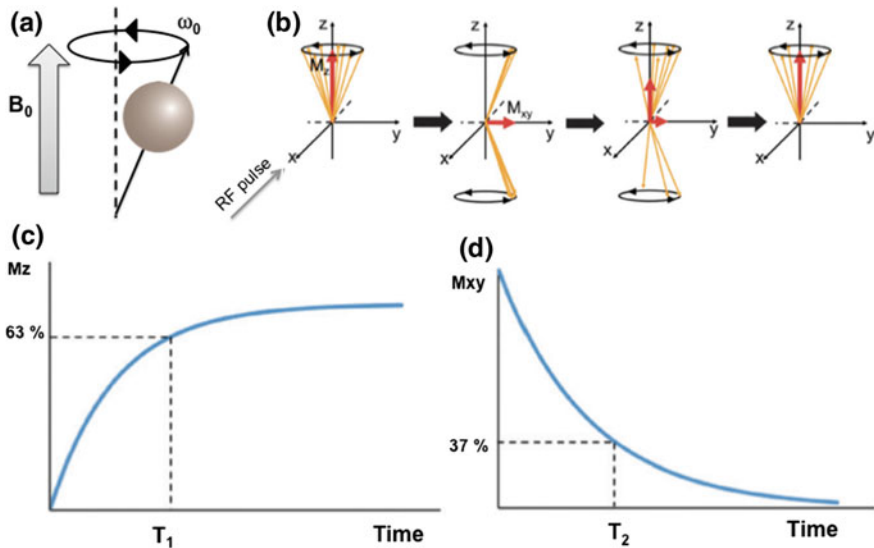 (a)
ω0
B0
(b)
z
Mz
y
x
RF pulse
z
Mxy
y
x
z
y
x
z
y
x
(c)
Mz
63 %
T1
Time
(d)
Mxy
37 %
T2
Time